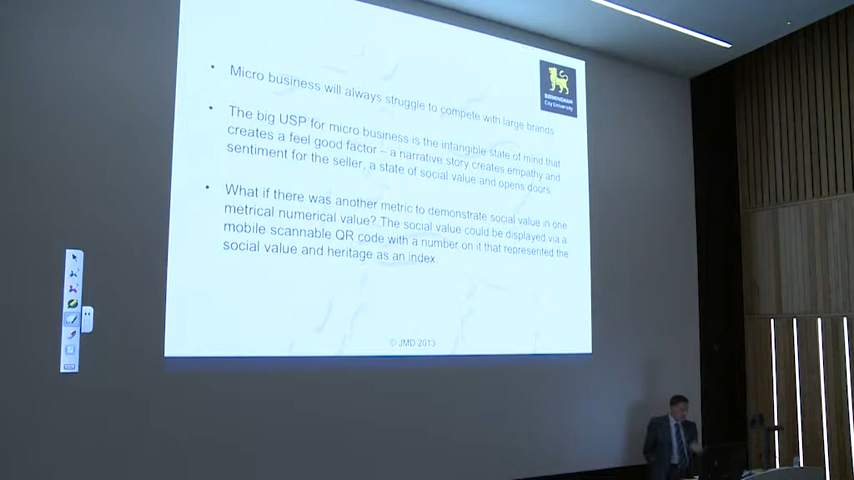 BIRMINGHAM
City University
• Micro business will always struggle to compete with large brands
• The big USP for micro business is the intangible state of mind that
creates a feel good factor – a narrative story creates empathy and
sentiment for the seller, a state of social value and opens doors.
• What if there was another metric to demonstrate social value in one
metrical numerical value? The social value could be displayed via a
mobile scannable QR code with a number on it that represented the
social value and heritage as an index.
© JMD 2013